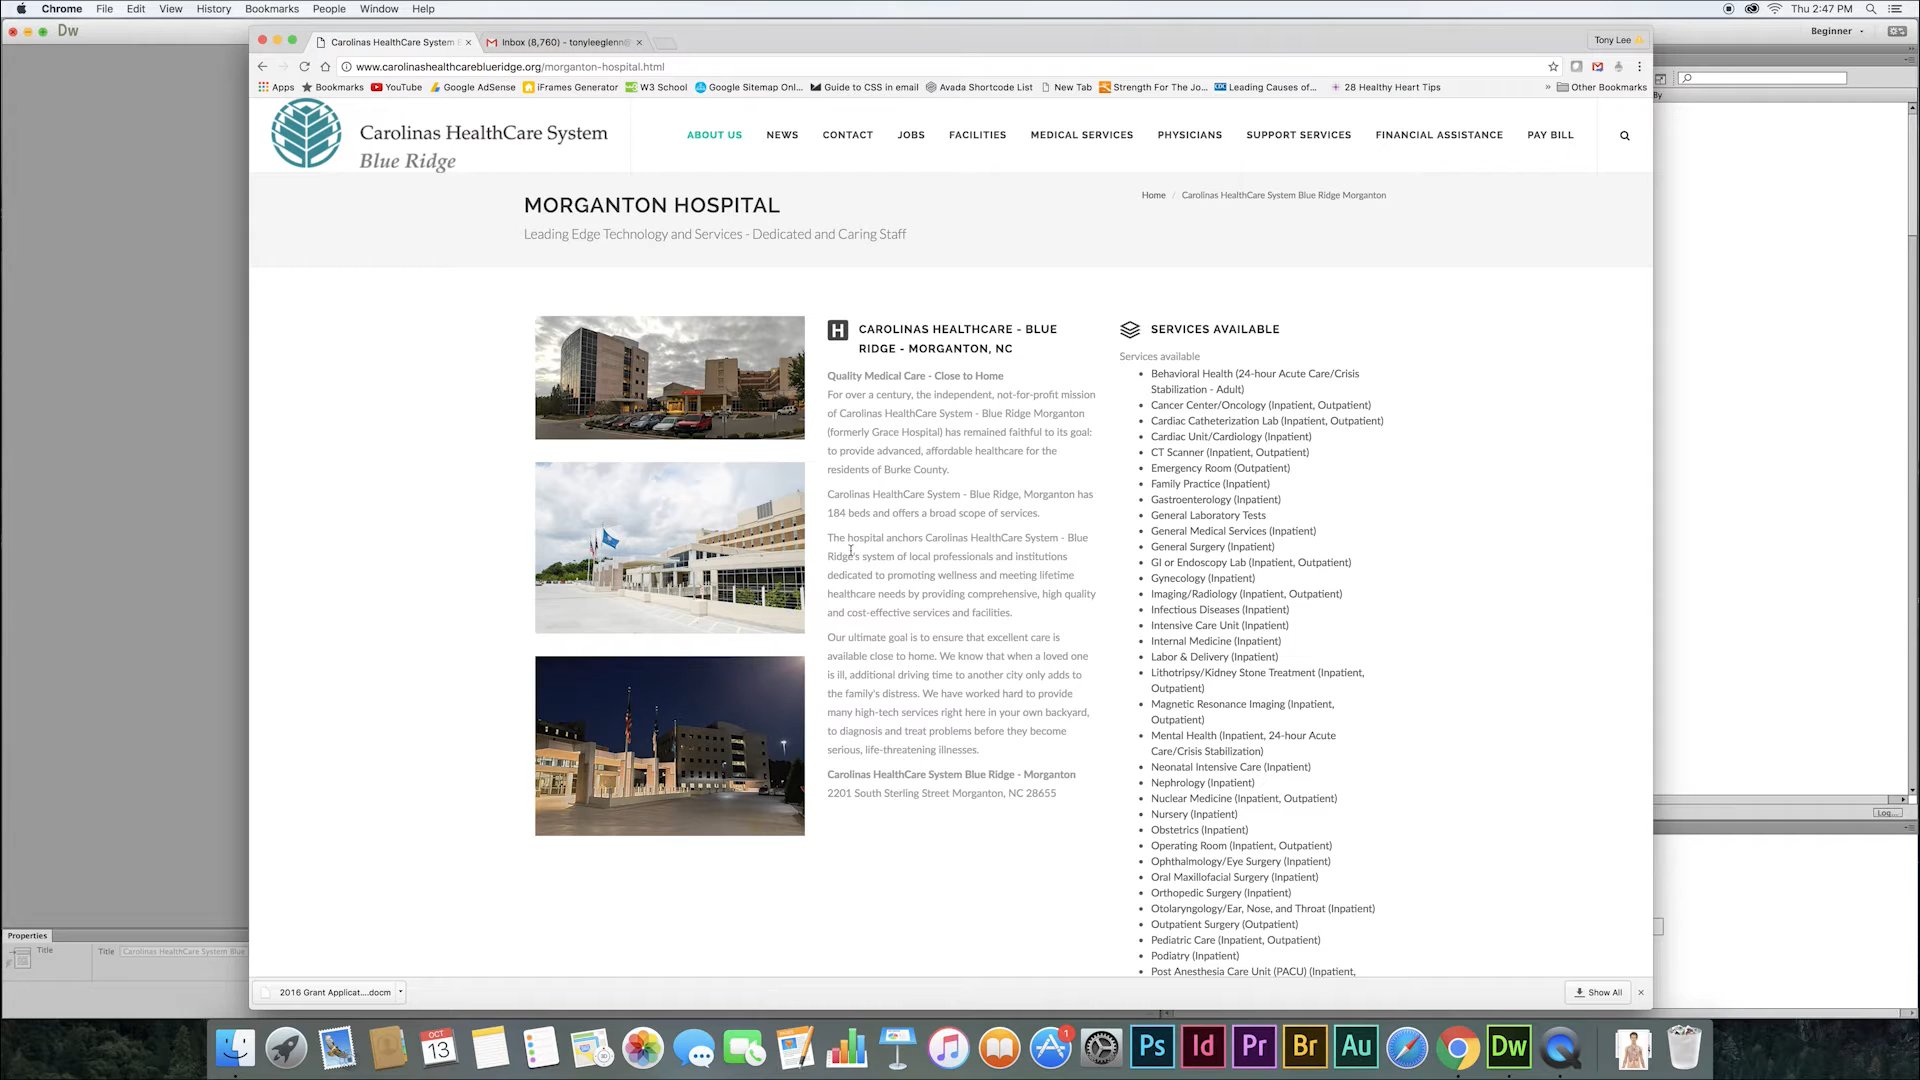 Chrome File Edit View History Bookmarks People Window Help
Thu 2:47 PM
Dw
Beginner
Carolinas HealthCare System B
Inbox (8,760) - tonyleeglenn@
Tony Lee
www.carolinashealthcareblueridge.org/morganton-hospital.html
Apps Bookmarks YouTube Google AdSense iFrames Generator W3 School Google Sitemap Onl... Guide to CSS in email Avada Shortcode List New Tab Strength For The Jo... Leading Causes of... 28 Healthy Heart Tips » Other Bookmarks
Carolinas HealthCare System
Blue Ridge
ABOUT US NEWS CONTACT JOBS FACILITIES MEDICAL SERVICES PHYSICIANS SUPPORT SERVICES FINANCIAL ASSISTANCE PAY BILL
MORGANTON HOSPITAL
Leading Edge Technology and Services - Dedicated and Caring Staff
Home / Carolinas HealthCare System Blue Ridge Morganton
H
CAROLINAS HEALTHCARE - BLUE
RIDGE - MORGANTON, NC
Quality Medical Care - Close to Home
For over a century, the independent, not-for-profit mission
of Carolinas HealthCare System - Blue Ridge Morganton
(formerly Grace Hospital) has remained faithful to its goal:
to provide advanced, affordable healthcare for the
residents of Burke County.
Carolinas HealthCare System - Blue Ridge, Morganton has
184 beds and offers a broad scope of services.
The hospital anchors Carolinas HealthCare System - Blue
Ridge's system of local professionals and institutions
dedicated to promoting wellness and meeting lifetime
healthcare needs by providing comprehensive, high quality
and cost-effective services and facilities.
Our ultimate goal is to ensure that excellent care is
available close to home. We know that when a loved one
is ill, additional driving time to another city only adds to
the family's distress. We have worked hard to provide
many high-tech services right here in your own backyard,
to diagnosis and treat problems before they become
serious, life-threatening illnesses.
Carolinas HealthCare System Blue Ridge - Morganton
2201 South Sterling Street Morganton, NC 28655
SERVICES AVAILABLE
Services available
Behavioral Health (24-hour Acute Care/Crisis
Stabilization - Adult)
Cancer Center/Oncology (Inpatient, Outpatient)
Cardiac Catheterization Lab (Inpatient, Outpatient)
Cardiac Unit/Cardiology (Inpatient)
CT Scanner (Inpatient, Outpatient)
Emergency Room (Outpatient)
Family Practice (Inpatient)
Gastroenterology (Inpatient)
General Laboratory Tests
General Medical Services (Inpatient)
General Surgery (Inpatient)
GI or Endoscopy Lab (Inpatient, Outpatient)
Gynecology (Inpatient)
Imaging/Radiology (Inpatient, Outpatient)
Infectious Diseases (Inpatient)
Intensive Care Unit (Inpatient)
Internal Medicine (Inpatient)
Labor & Delivery (Inpatient)
Lithotripsy/Kidney Stone Treatment (Inpatient,
Outpatient)
Magnetic Resonance Imaging (Inpatient,
Outpatient)
Mental Health (Inpatient, 24-hour Acute
Care/Crisis Stabilization)
Neonatal Intensive Care (Inpatient)
Nephrology (Inpatient)
Nuclear Medicine (Inpatient, Outpatient)
Nursery (Inpatient)
Obstetrics (Inpatient)
Operating Room (Inpatient, Outpatient)
Ophthalmology/Eye Surgery (Inpatient)
Oral Maxillofacial Surgery (Inpatient)
Orthopedic Surgery (Inpatient)
Otolaryngology/Ear, Nose, and Throat (Inpatient)
Outpatient Surgery (Outpatient)
Pediatric Care (Inpatient, Outpatient)
Podiatry (Inpatient)
Post Anesthesia Care Unit (PACU) (Inpatient,
Log...
Properties
Title Title Carolinas HealthCare System Blue
2016 Grant Applicat....docm
Show All
OCT
13
1
Ps Id Pr Br Au Dw